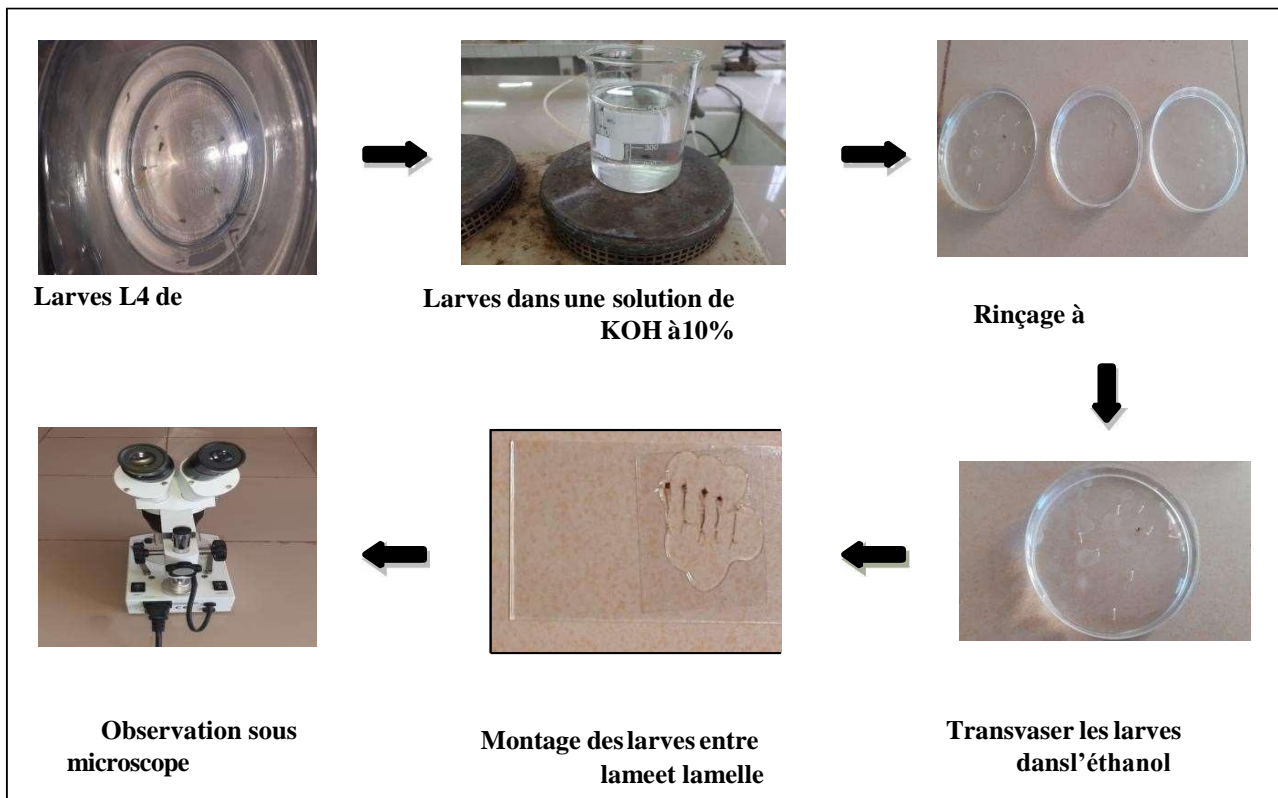 Larves L4 de
Larves dans une solution de
KOH à10%
Rinçage à
Observation sous
microscope
Montage des larves entre
lameet lamelle
Transvaser les larves
dansl’éthanol
300